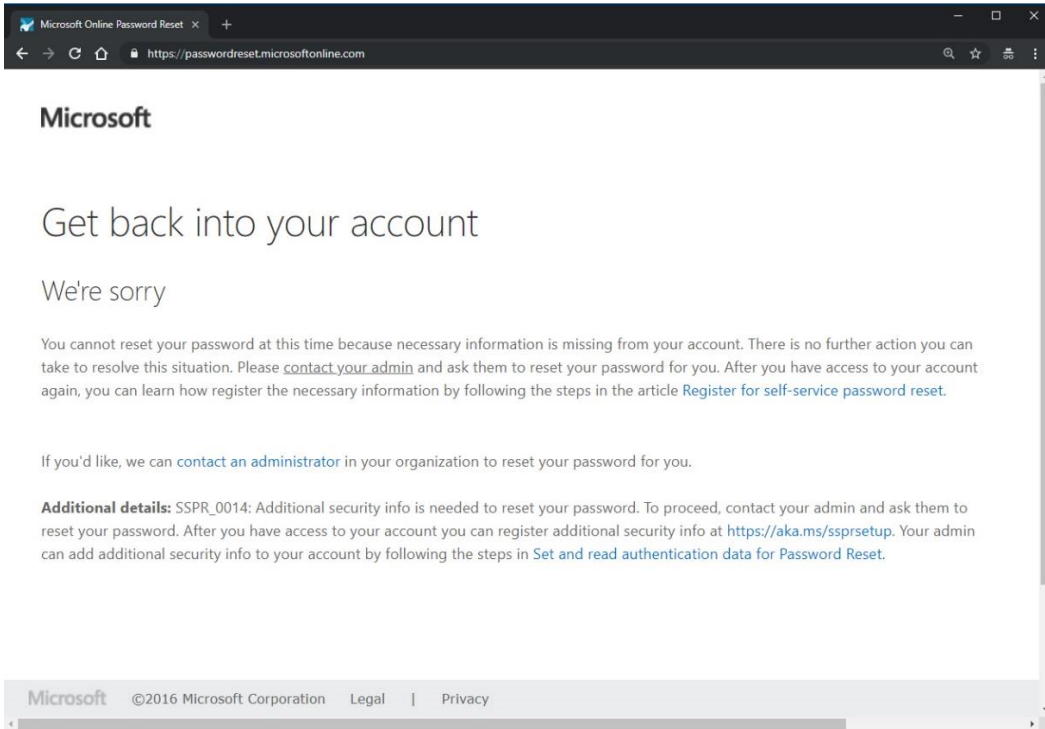 Microsoft Online Password Reset
https://passwordreset.microsoftonline.com
Microsoft
Get back into your account
We're sorry
You cannot reset your password at this time because necessary information is missing from your account. There is no further action you can
take to resolve this situation. Please contact your admin and ask them to reset your password for you. After you have access to your account
again, you can learn how register the necessary information by following the steps in the article Register for self-service password reset.
If you'd like, we can contact an administrator in your organization to reset your password for you.
Additional details: SSPR_0014: Additional security info is needed to reset your password. To proceed, contact your admin and ask them to
reset your password. After you have access to your account you can register additional security info at https://aka.ms/ssprsetup. Your admin
can add additional security info to your account by following the steps in Set and read authentication data for Password Reset.
Microsoft ©2016 Microsoft Corporation Legal | Privacy